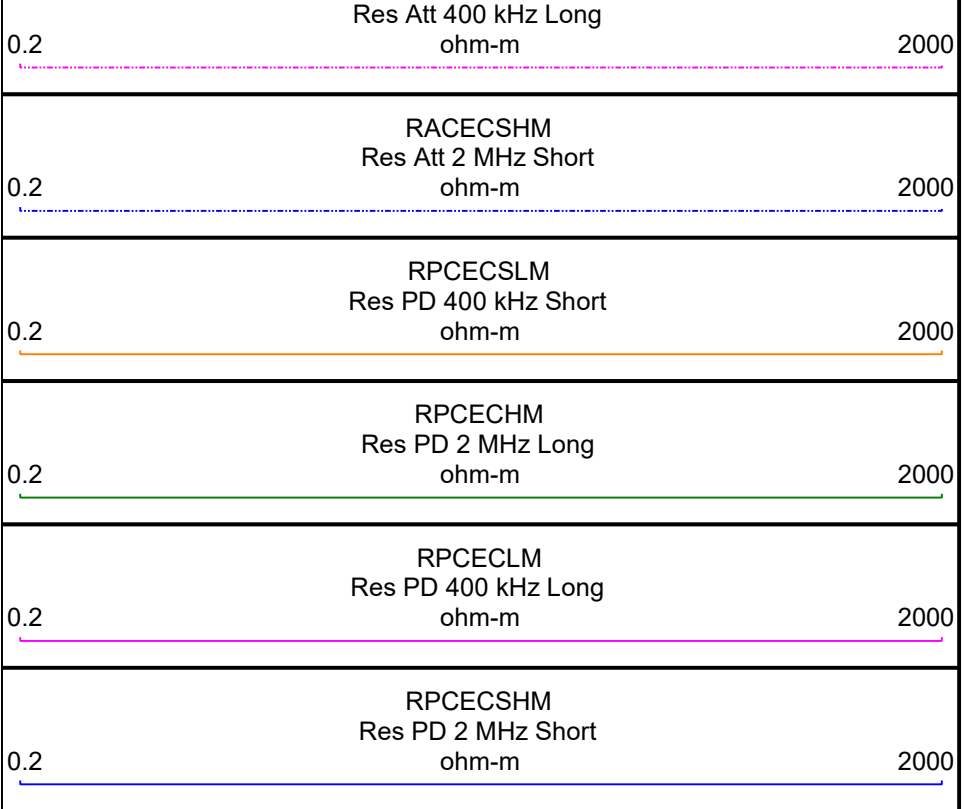 Res Att 400 kHz Long
0.2 ohm-m 2000
RACECSHM
Res Att 2 MHz Short
0.2 ohm-m 2000
RPCECSLM
Res PD 400 kHz Short
0.2 ohm-m 2000
RPCECHM
Res PD 2 MHz Long
0.2 ohm-m 2000
RPCECLM
Res PD 400 kHz Long
0.2 ohm-m 2000
RPCECSHM
Res PD 2 MHz Short
0.2 ohm-m 2000